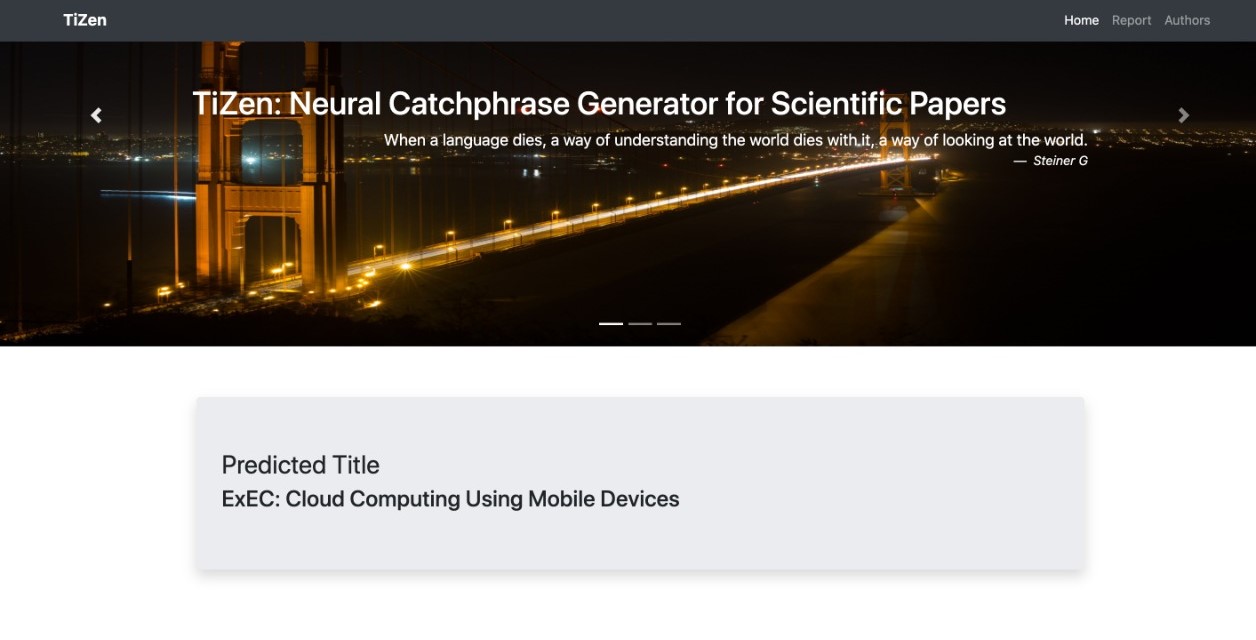 TiZen
Home Report Authors
TiZen: Neural Catchphrase Generator for Scientific Papers
When a language dies, a way of understanding the world dies with it, a way of looking at the world.
— Steiner G
Predicted Title
ExEC: Cloud Computing Using Mobile Devices